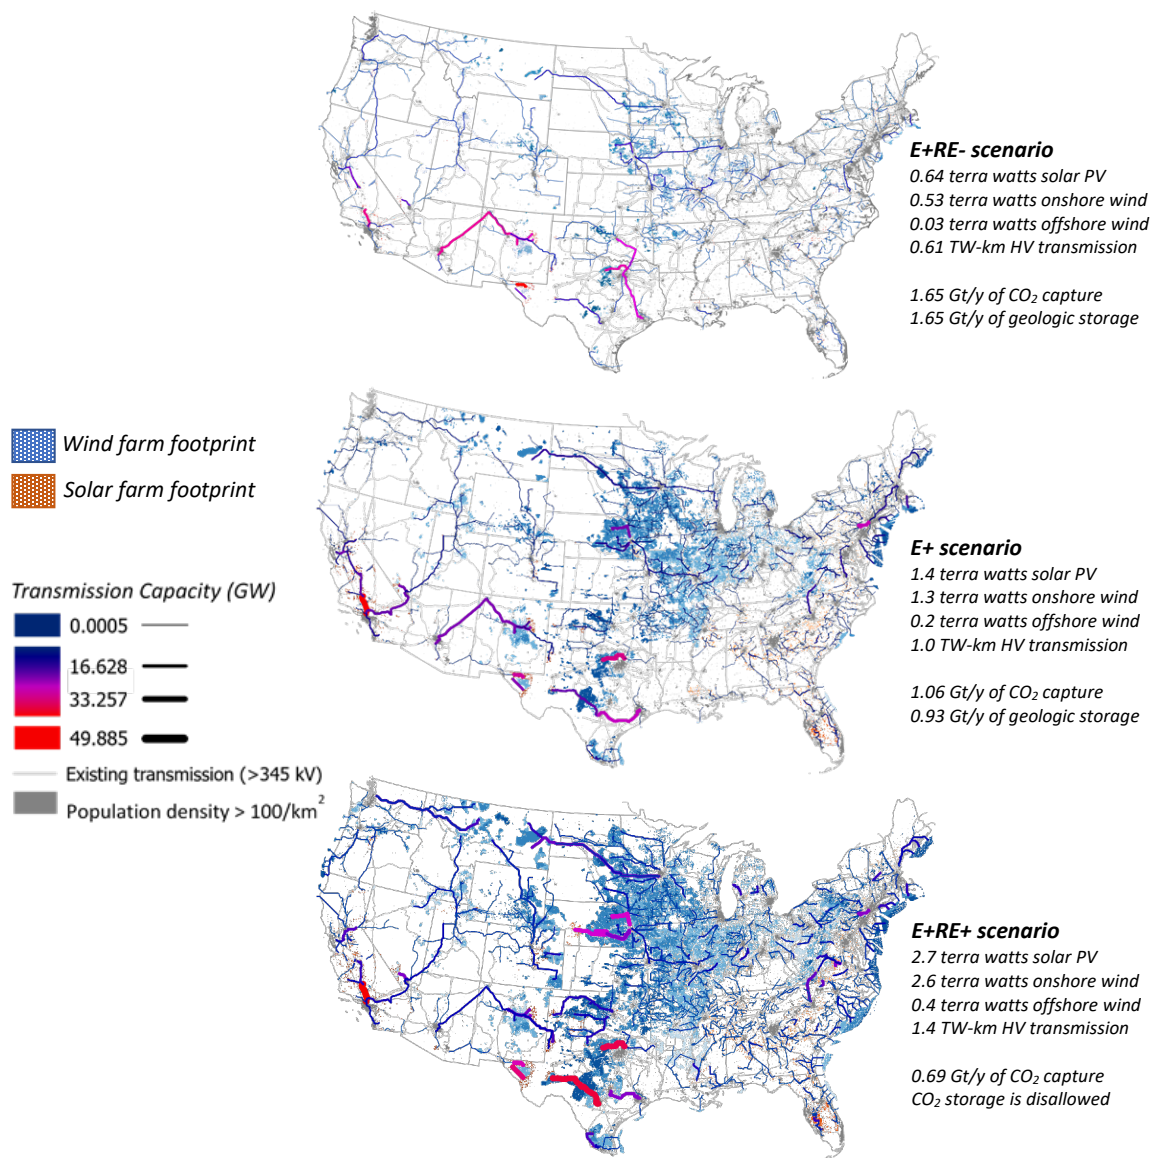 E+RE- scenario
0.64 terra watts solar PV
0.53 terra watts onshore wind
0.03 terra watts offshore wind
0.61 TW-km HV transmission
1.65 Gt/y of CO₂ capture
1.65 Gt/y of geologic storage
Wind farm footprint
Solar farm footprint
Transmission Capacity (GW)
0.0005
16.628
33.257
49.885
Existing transmission (>345 kV)
Population density > 100/km²
E+ scenario
1.4 terra watts solar PV
1.3 terra watts onshore wind
0.2 terra watts offshore wind
1.0 TW-km HV transmission
1.06 Gt/y of CO₂ capture
0.93 Gt/y of geologic storage
E+RE+ scenario
2.7 terra watts solar PV
2.6 terra watts onshore wind
0.4 terra watts offshore wind
1.4 TW-km HV transmission
0.69 Gt/y of CO₂ capture
CO₂ storage is disallowed